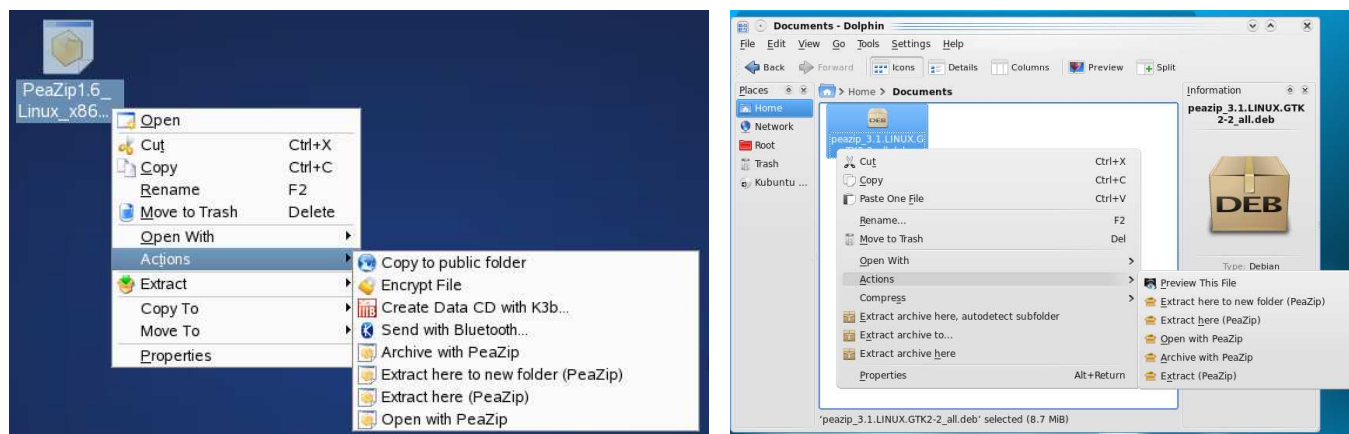 PeaZip1.6_
Linux_x86...
Open
Cut Ctrl+X
Copy Ctrl+C
Rename F2
Move to Trash Delete
Open With
Actions
Extract
Copy To
Move To
Properties
Copy to public folder
Encrypt File
Create Data CD with K3b...
Send with Bluetooth...
Archive with PeaZip
Extract here to new folder (PeaZip)
Extract here (PeaZip)
Open with PeaZip
Documents - Dolphin
File Edit View Go Tools Settings Help
Back Forward Icons Details Columns Preview Split
Places
Home
Network
Root
Trash
Kubuntu ...
Home > Documents
DEB
peazip_3.1.LINUX.G
Cut Ctrl+X
Copy Ctrl+C
Paste One File Ctrl+V
Rename... F2
Move to Trash Del
Open With
Actions
Compress
Extract archive here, autodetect subfolder
Extract archive to...
Extract archive here
Properties Alt+Return
Preview This File
Extract here to new folder (PeaZip)
Extract here (PeaZip)
Open with PeaZip
Archive with PeaZip
Extract (PeaZip)
Information
peazip_3.1.LINUX.GTK
2-2_all.deb
DEB
Type: Debian
'peazip_3.1.LINUX.GTK2-2_all.deb' selected (8.7 MiB)